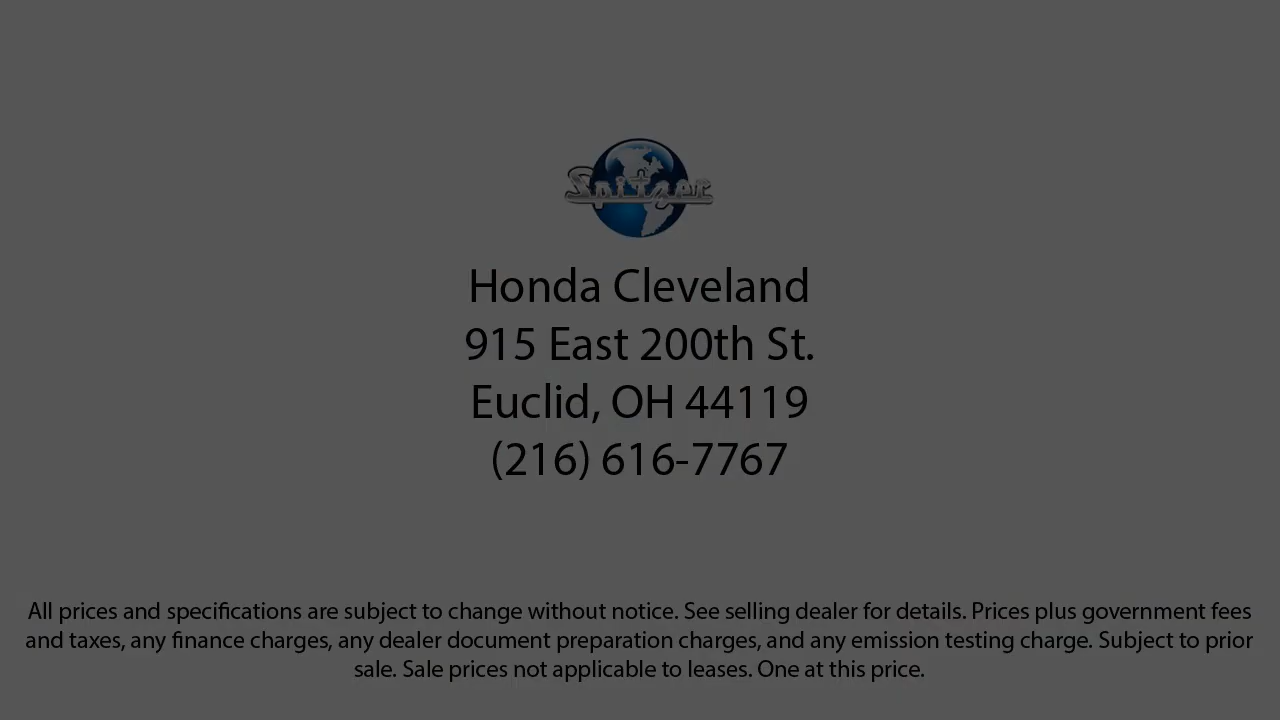 Spitzer
Honda Cleveland
915 East 200th St.
Euclid, OH 44119
(216) 616-7767
All prices and specifications are subject to change without notice. See selling dealer for details. Prices plus government fees
and taxes, any finance charges, any dealer document preparation charges, and any emission testing charge. Subject to prior
sale. Sale prices not applicable to leases. One at this price.